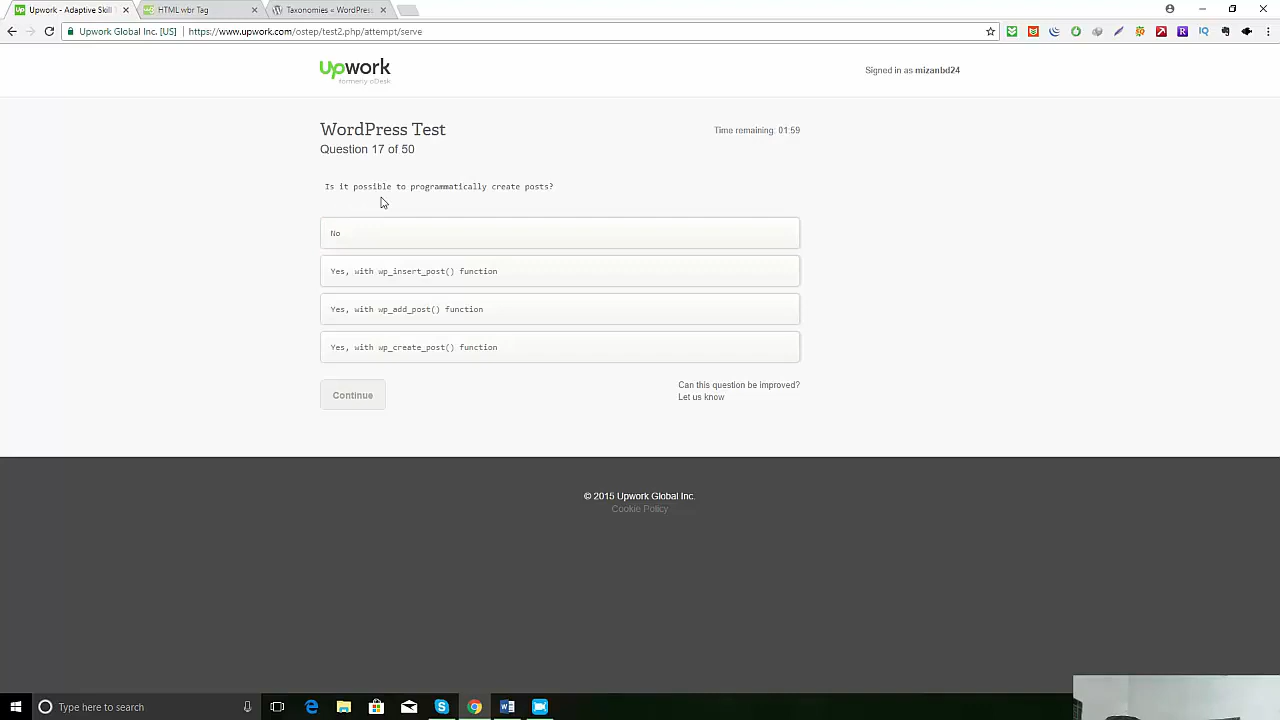 Upwork - Adaptive Skill
HTML wbr Tag
Taxonomies « WordPress
Upwork Global Inc. [US]
https://www.upwork.com/ostep/test2.php/attempt/serve
Upwork
formerly oDesk
Signed in as mizanbd24
WordPress Test
Time remaining: 01:59
Question 17 of 50
Is it possible to programmatically create posts?
No
Yes, with wp_insert_post() function
Yes, with wp_add_post() function
Yes, with wp_create_post() function
Continue
Can this question be improved?
Let us know
© 2015 Upwork Global Inc.
Cookie Policy
Type here to search